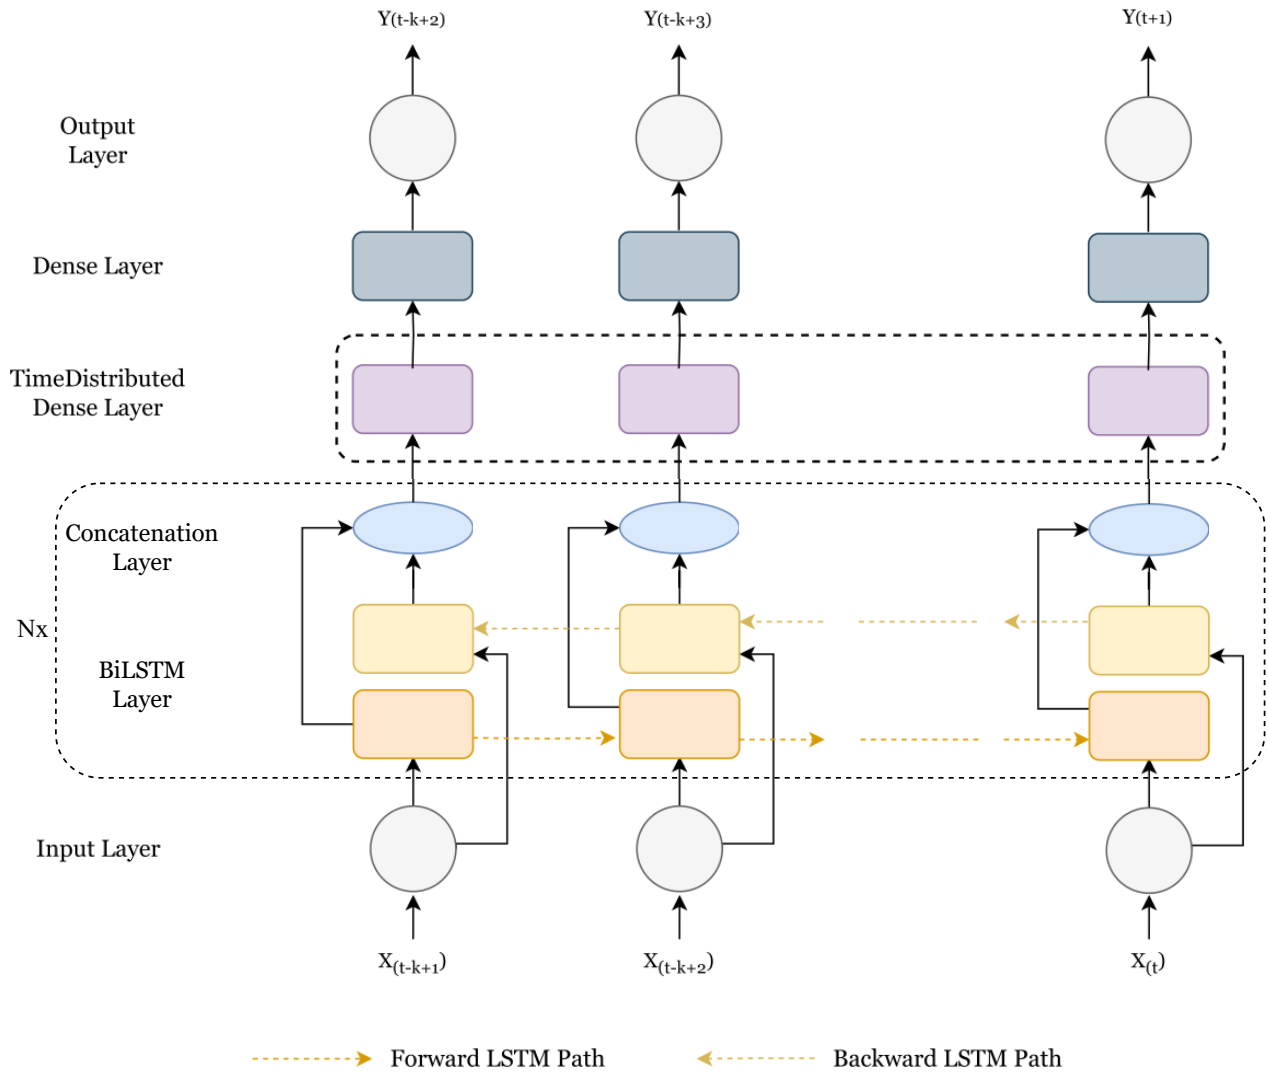 Y(t-k+2) Y(t-k+3) Y(t+1)
Output
Layer
Dense Layer
TimeDistributed
Dense Layer
Concatenation
Layer
Nx
BiLSTM
Layer
Input Layer
X(t-k+1) X(t-k+2) X(t)
Forward LSTM Path Backward LSTM Path